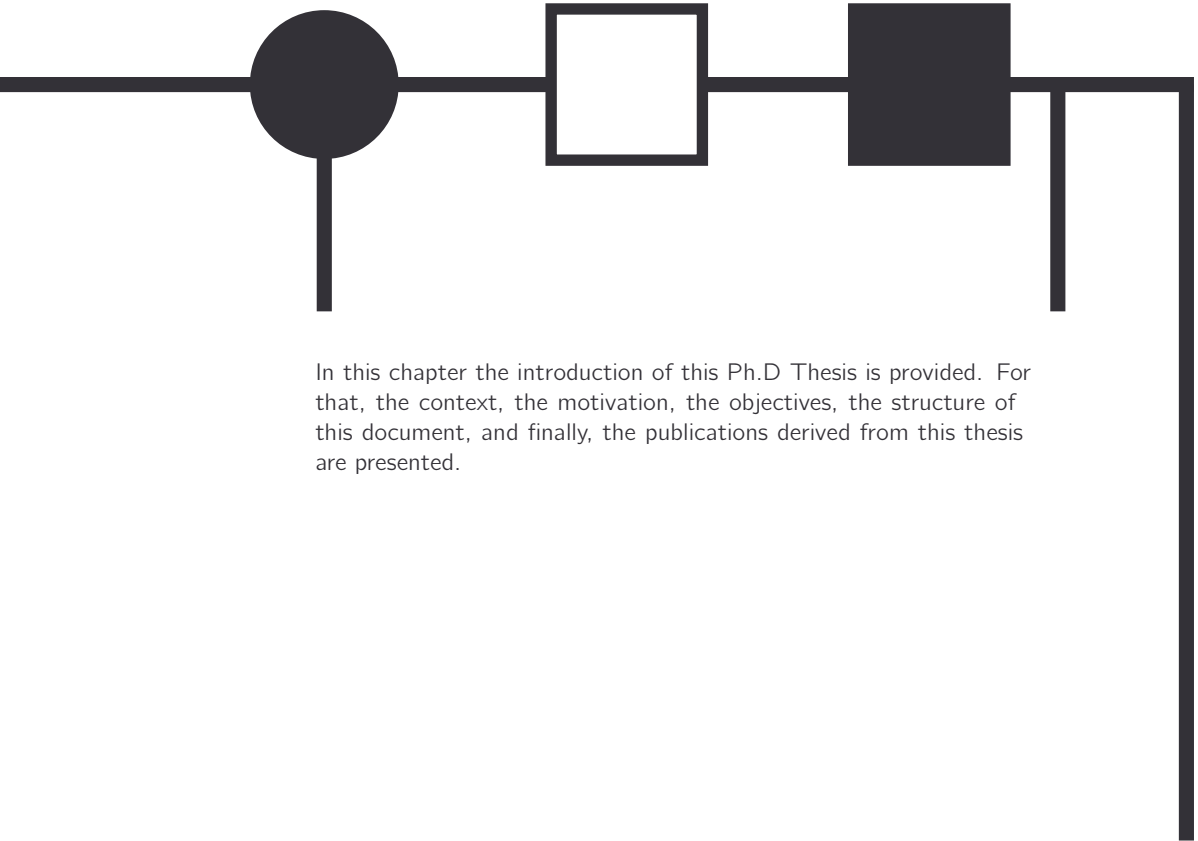 In this chapter the introduction of this Ph.D Thesis is provided. For
that, the context, the motivation, the objectives, the structure of
this document, and finally, the publications derived from this thesis
are presented.